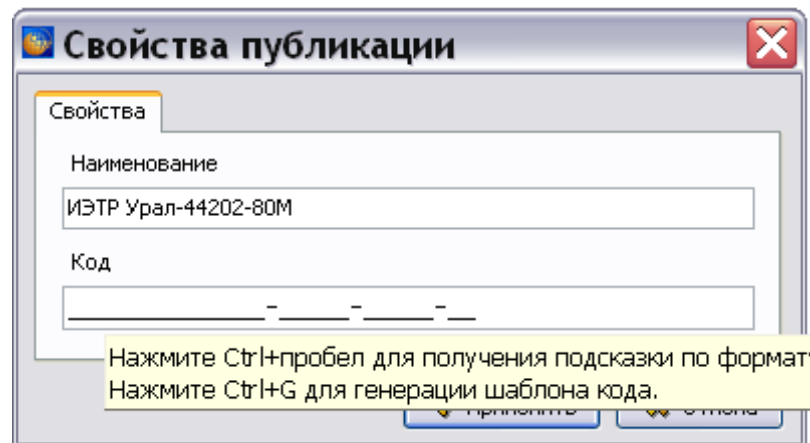 Свойства публикации
Свойства
Наименование
ИЭТР Урал-44202-80М
Код
______________-_____-_____-__
Нажмите Ctrl+пробел для получения подсказки по формат
Нажмите Ctrl+G для генерации шаблона кода.